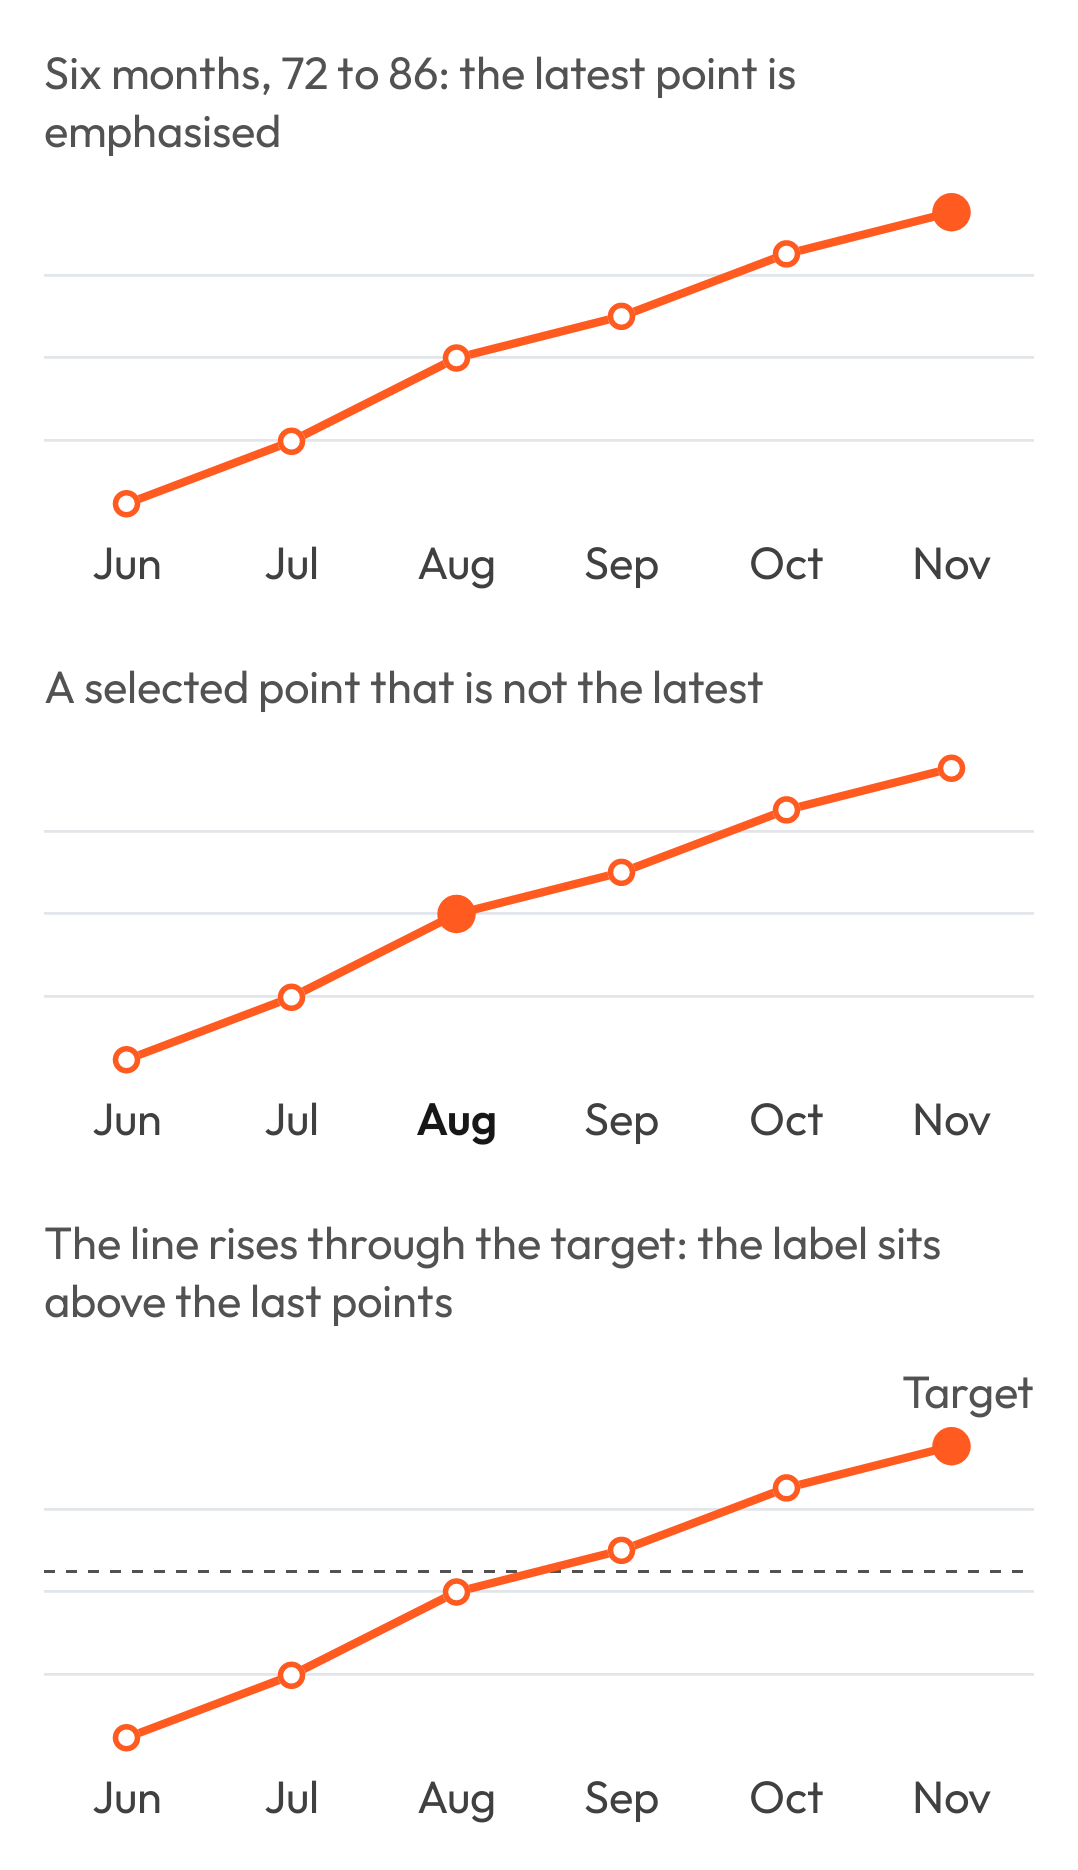 Six months, 72 to 86: the latest point is
emphasised
Jun Jul Aug Sep Oct Nov
A selected point that is not the latest
Jun Jul Aug Sep Oct Nov
The line rises through the target: the label sits
above the last points
Target
Jun Jul Aug Sep Oct Nov